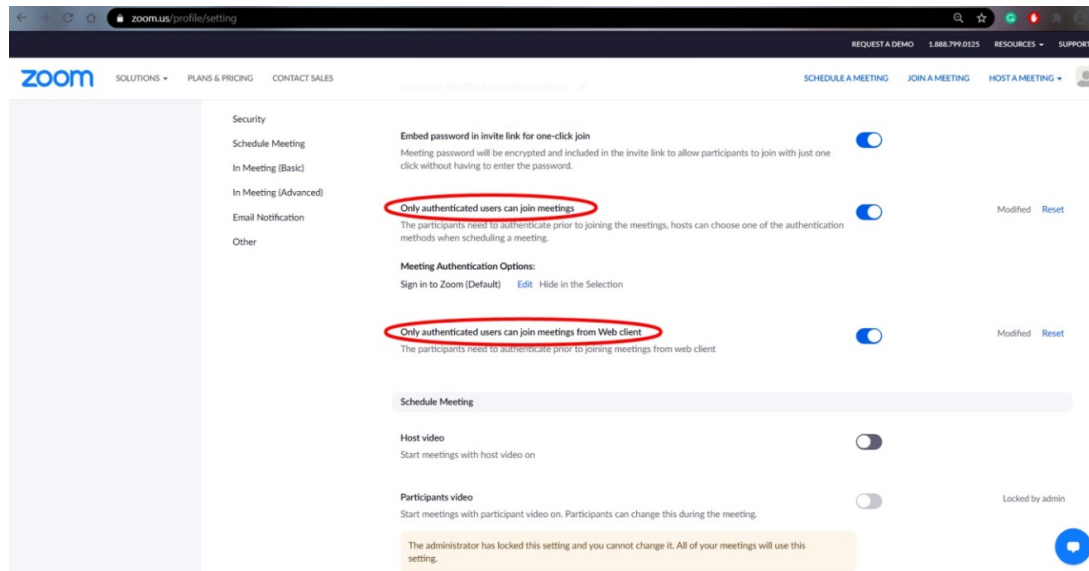 zoom.us/profile/setting
REQUEST A DEMO 1.888.799.0125 RESOURCES SUPPORT
zoom SOLUTIONS PLANS & PRICING CONTACT SALES SCHEDULE A MEETING JOIN A MEETING HOST A MEETING
Security
Schedule Meeting
In Meeting (Basic)
In Meeting (Advanced)
Email Notification
Other
Embed password in invite link for one-click join
Meeting password will be encrypted and included in the invite link to allow participants to join with just one
click without having to enter the password.
Only authenticated users can join meetings
Modified Reset
The participants need to authenticate prior to joining the meetings, hosts can choose one of the authentication
methods when scheduling a meeting.
Meeting Authentication Options:
Sign in to Zoom (Default) Edit Hide in the Selection
Only authenticated users can join meetings from Web client
Modified Reset
The participants need to authenticate prior to joining meetings from web client
Schedule Meeting
Host video
Start meetings with host video on
Participants video
Locked by admin
Start meetings with participant video on. Participants can change this during the meeting.
The administrator has locked this setting and you cannot change it. All of your meetings will use this
setting.